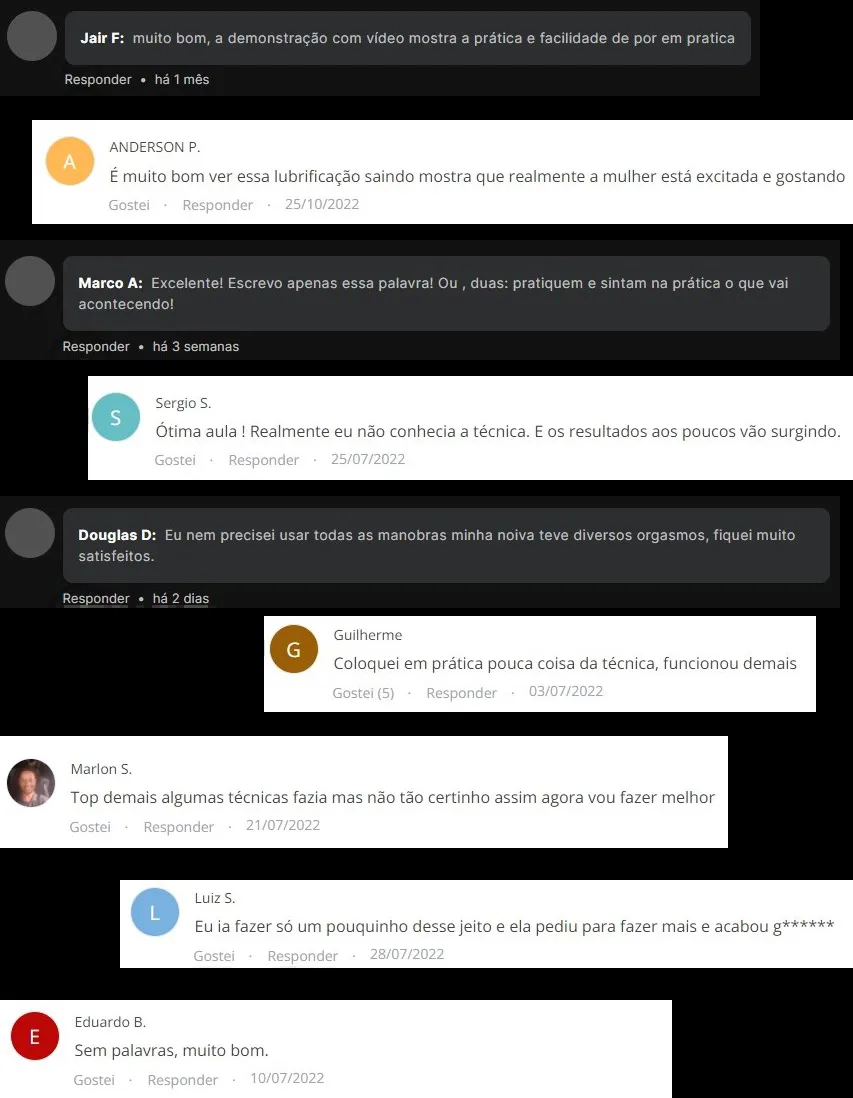 Jair F: muito bom, a demonstração com vídeo mostra a prática e facilidade de por em pratica
Responder • há 1 mês
A
ANDERSON P.
É muito bom ver essa lubrificação saindo mostra que realmente a mulher está excitada e gostando
Gostei · Responder · 25/10/2022
Marco A: Excelente! Escrevo apenas essa palavra! Ou , duas: pratiquem e sintam na prática o que vai
acontecendo!
Responder • há 3 semanas
S
Sergio S.
Ótima aula ! Realmente eu não conhecia a técnica. E os resultados aos poucos vão surgindo.
Gostei · Responder · 25/07/2022
Douglas D: Eu nem precisei usar todas as manobras minha noiva teve diversos orgasmos, fiquei muito
satisfeitos.
Responder • há 2 dias
G
Guilherme
Coloquei em prática pouca coisa da técnica, funcionou demais
Gostei (5) · Responder · 03/07/2022
Marlon S.
Top demais algumas técnicas fazia mas não tão certinho assim agora vou fazer melhor
Gostei · Responder · 21/07/2022
L
Luiz S.
Eu ia fazer só um pouquinho desse jeito e ela pediu para fazer mais e acabou g******
Gostei · Responder · 28/07/2022
E
Eduardo B.
Sem palavras, muito bom.
Gostei · Responder · 10/07/2022